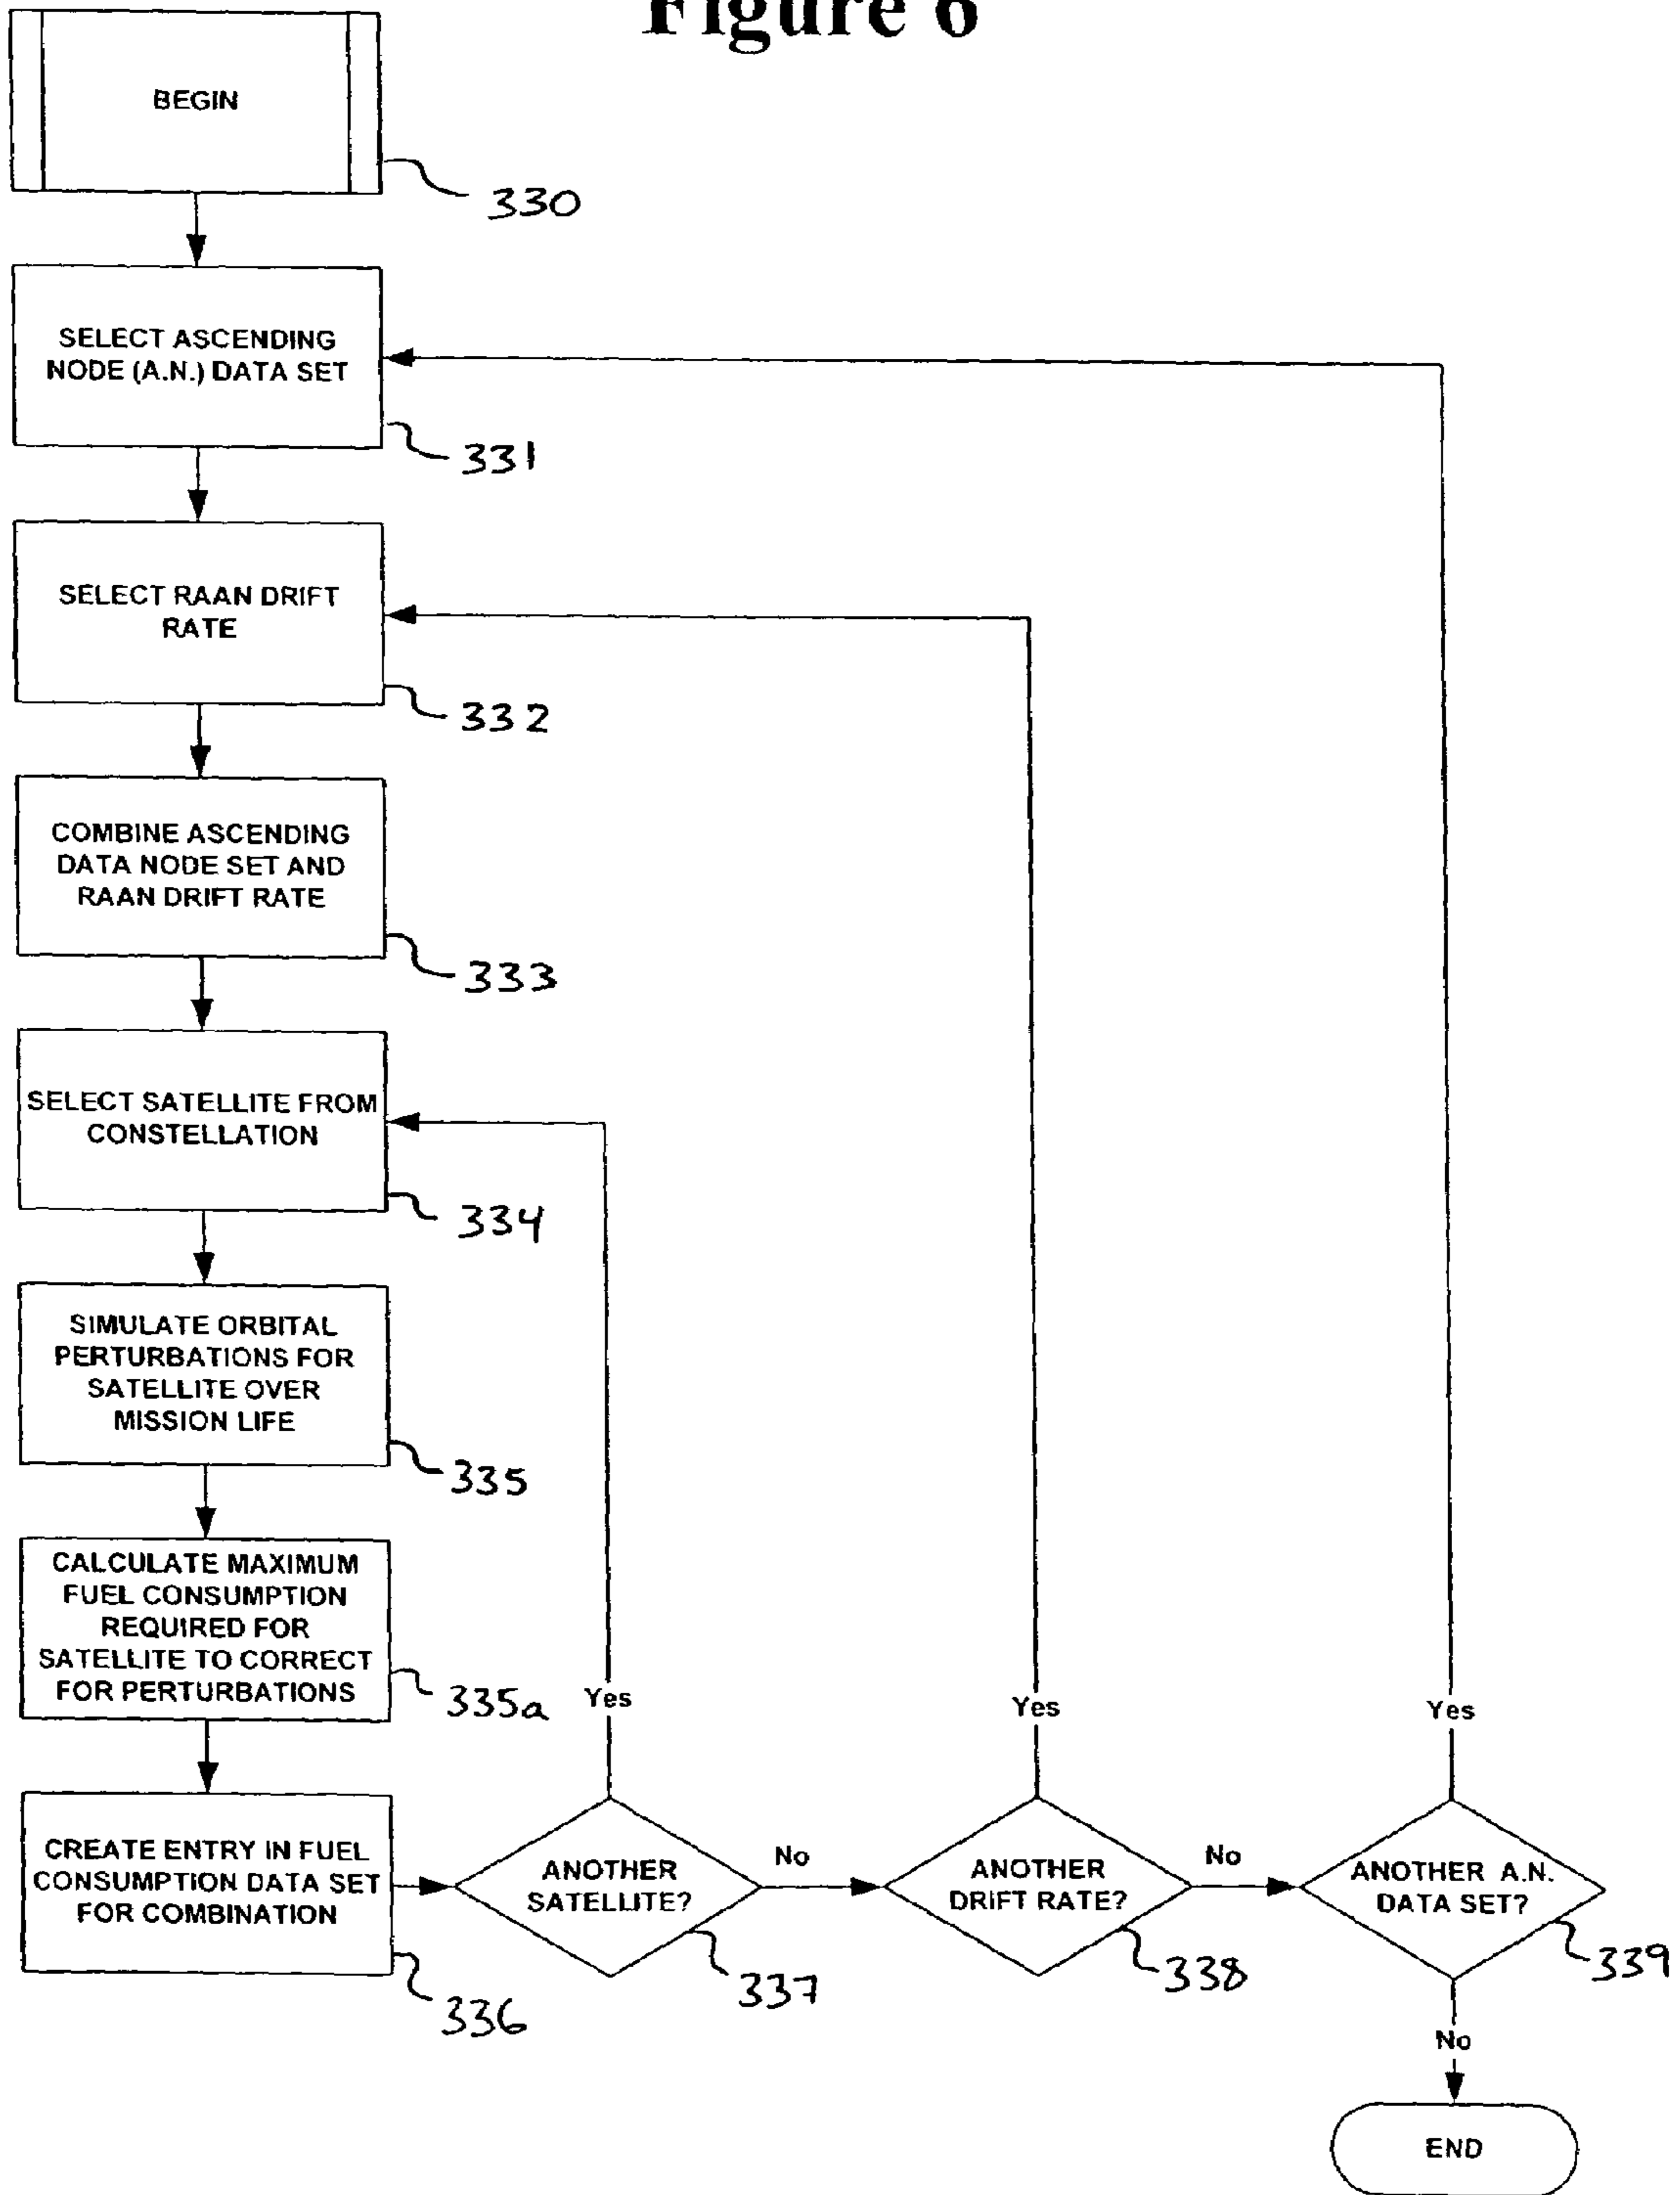 Figure 6
BEGIN
330
SELECT ASCENDING
NODE (A.N.) DATA SET
331
SELECT RAAN DRIFT
RATE
332
COMBINE ASCENDING
DATA NODE SET AND
RAAN DRIFT RATE
333
SELECT SATELLITE FROM
CONSTELLATION
334
SIMULATE ORBITAL
PERTURBATIONS FOR
SATELLITE OVER
MISSION LIFE
335
CALCULATE MAXIMUM
FUEL CONSUMPTION
REQUIRED FOR
SATELLITE TO CORRECT
FOR PERTURBATIONS
335a
CREATE ENTRY IN FUEL
CONSUMPTION DATA SET
FOR COMBINATION
336
Yes
ANOTHER
SATELLITE?
337
No
Yes
ANOTHER
DRIFT RATE?
338
No
Yes
ANOTHER A.N.
DATA SET?
339
No
END